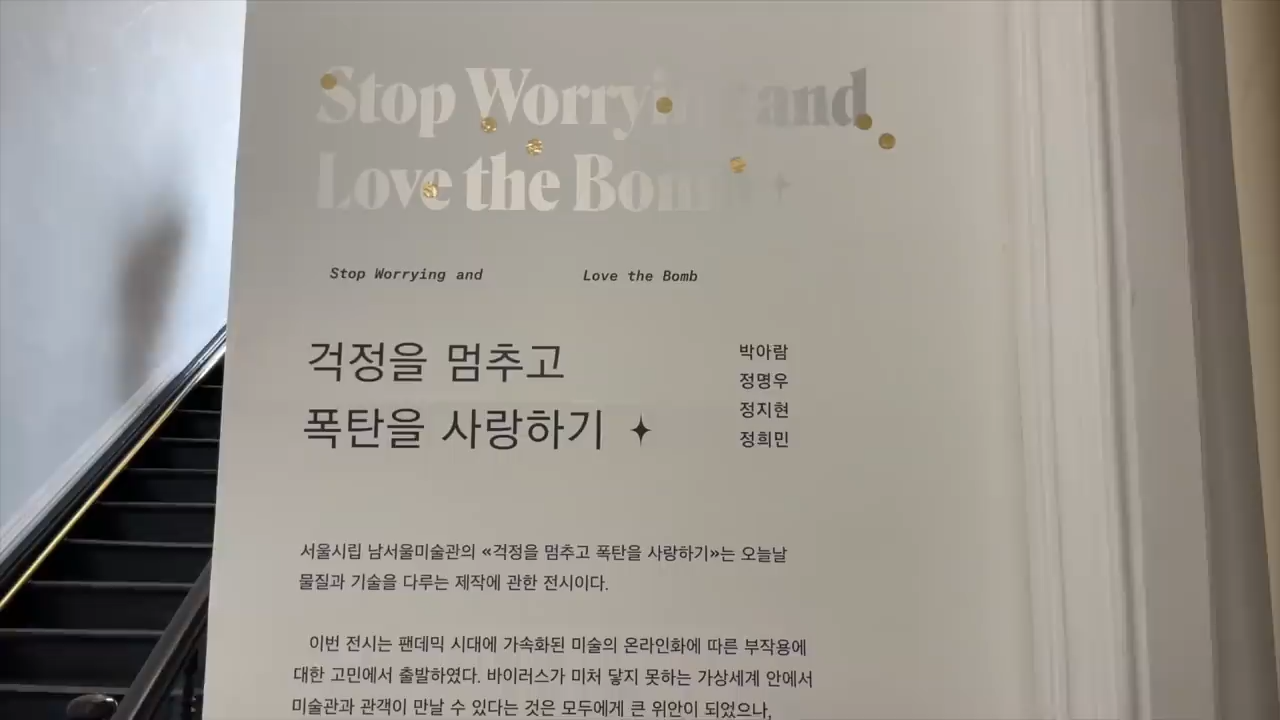 Stop Worrying and
Love the Bomb
Stop Worrying and Love the Bomb
걱정을 멈추고
폭탄을 사랑하기 ✦
박아람
정명우
정지현
정희민
서울시립 남서울미술관의 «걱정을 멈추고 폭탄을 사랑하기»는 오늘날
물질과 기술을 다루는 제작에 관한 전시이다.
이번 전시는 팬데믹 시대에 가속화된 미술의 온라인화에 따른 부작용에
대한 고민에서 출발하였다. 바이러스가 미처 닿지 못하는 가상세계 안에서
미술관과 관객이 만날 수 있다는 것은 모두에게 큰 위안이 되었으나,